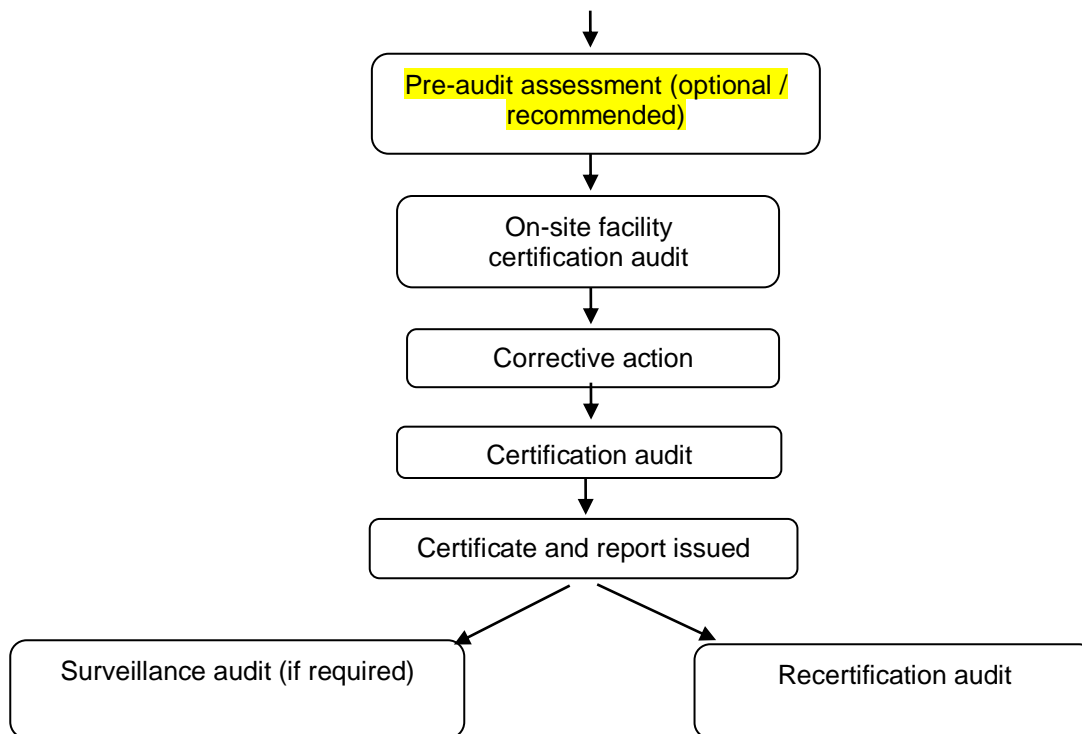 Pre-audit assessment (optional /
recommended)
On-site facility
certification audit
Corrective action
Certification audit
Certificate and report issued
Surveillance audit (if required)
Recertification audit